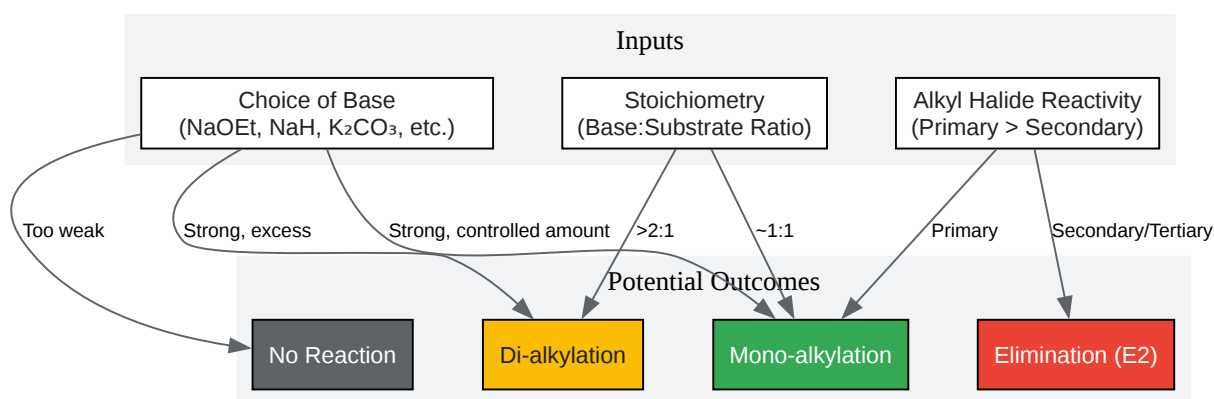 Inputs
Choice of Base
(NaOEt, NaH, K₂CO₃, etc.)
Stoichiometry
(Base:Substrate Ratio)
Alkyl Halide Reactivity
(Primary > Secondary)
Too weak
Strong, excess
Strong, controlled amount
>2:1
~1:1
Primary
Secondary/Tertiary
Potential Outcomes
No Reaction
Di-alkylation
Mono-alkylation
Elimination (E2)